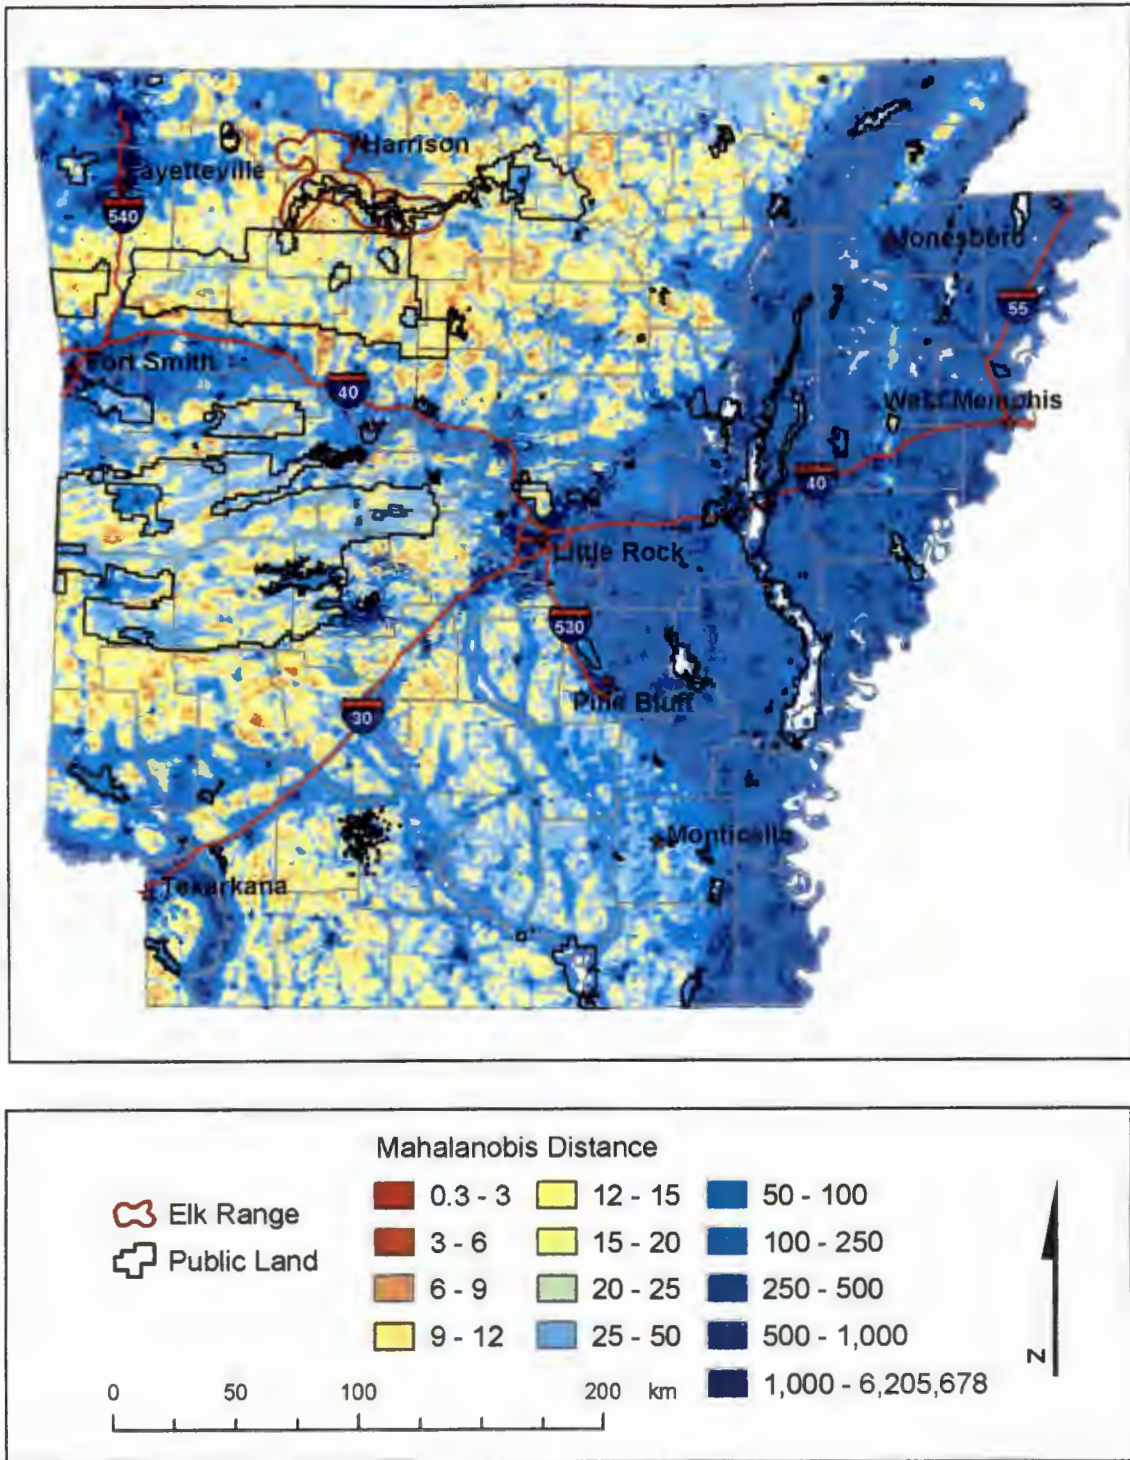 Harrison
Fayetteville
540
Jonesboro
55
Fort Smith
40
West Memphis
40
Little Rock
530
Pine Bluff
30
Monticello
Texarkana
Mahalanobis Distance
Elk Range
Public Land
0.3 - 3
3 - 6
6 - 9
9 - 12
12 - 15
15 - 20
20 - 25
25 - 50
50 - 100
100 - 250
250 - 500
500 - 1,000
1,000 - 6,205,678
0 50 100 200 km
N